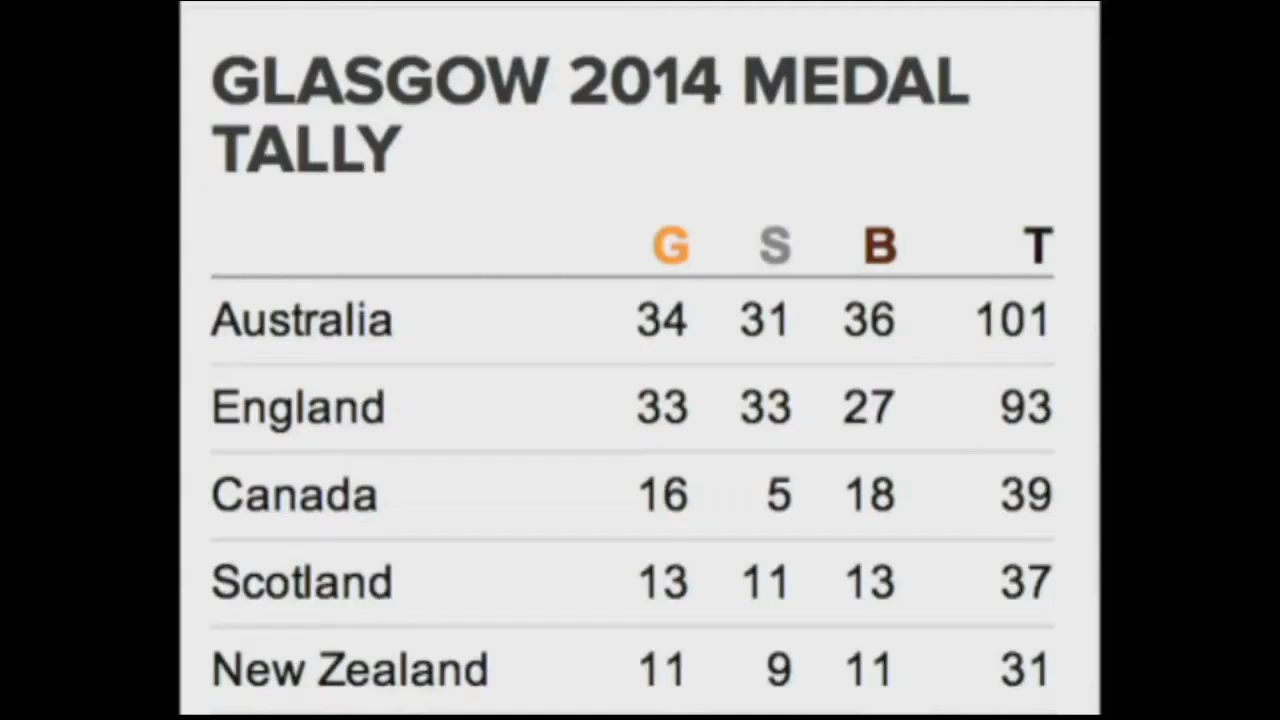 GLASGOW 2014 MEDAL
TALLY
G S B T
Australia 34 31 36 101
England 33 33 27 93
Canada 16 5 18 39
Scotland 13 11 13 37
New Zealand 11 9 11 31